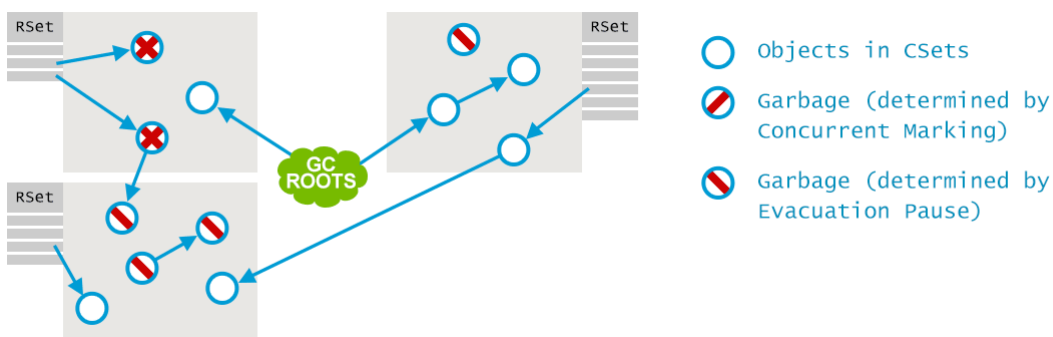 RSet
RSet
Objects in CSets
Garbage (determined by
Concurrent Marking)
GC
ROOTS
Garbage (determined by
Evacuation Pause)
RSet